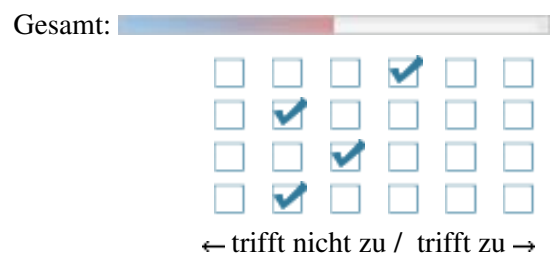 Gesamt:
← trifft nicht zu / trifft zu →